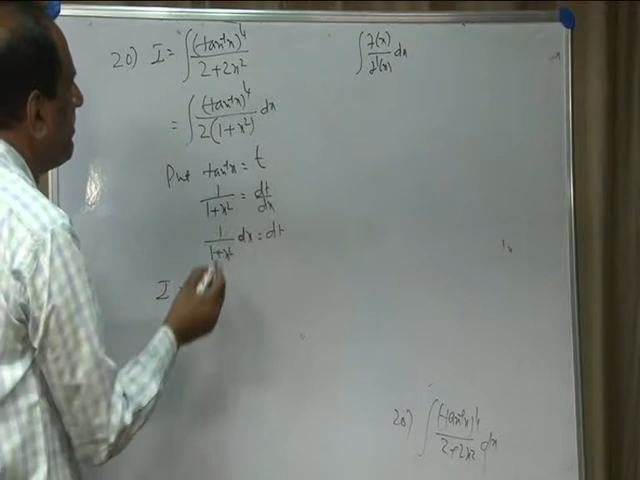 20) I = ∫ (tan⁻¹x)⁴ / 2+2x²
= ∫ (tan⁻¹x)⁴ / 2(1+x²) dx
Put tan⁻¹x = t
1 / 1+x² = dt / dx
1 / 1+x² dx = dt
I
∫ f(x) / f'(x) dx
20) ∫ (tan⁻¹x)⁴ / 2+2x² dx